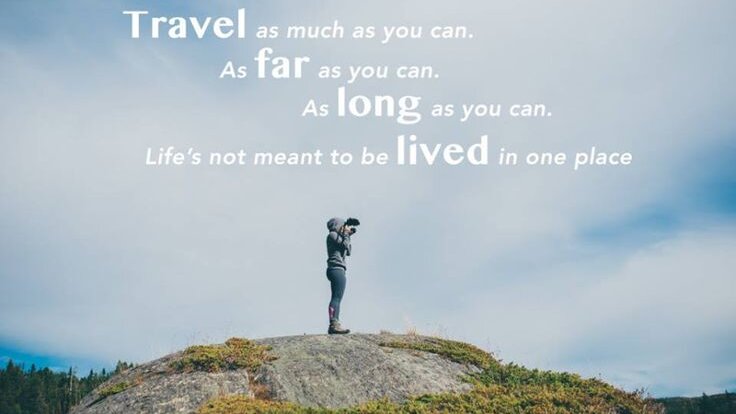 Travel as much as you can.
As far as you can.
As long as you can.
Life's not meant to be lived in one place